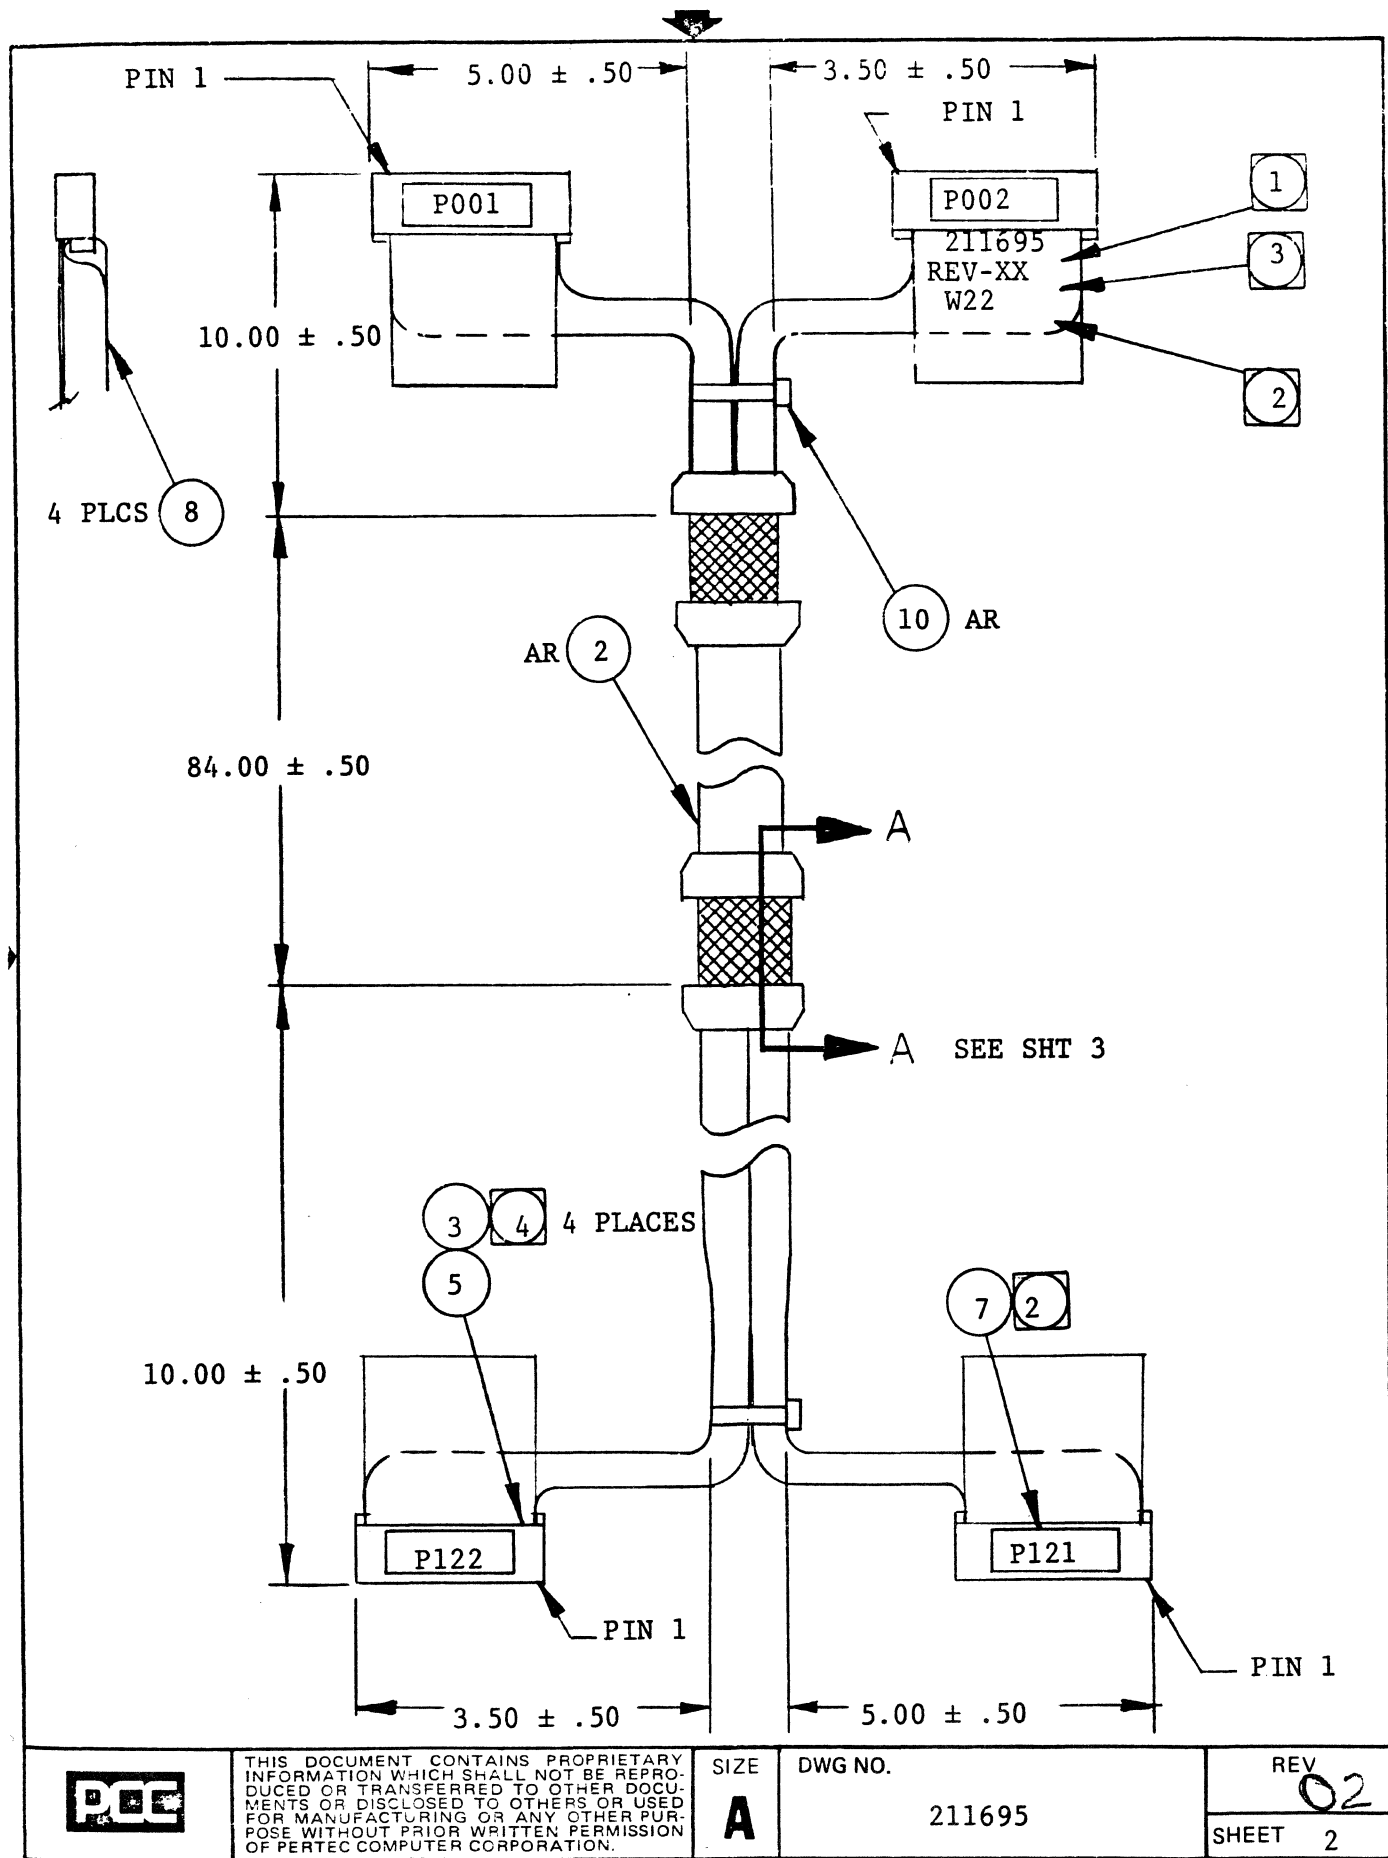 PIN 1
5.00 ± .50
3.50 ± .50
PIN 1
P001
P002
211695
REV-XX
W22
1
3
2
10.00 ± .50
4 PLCS 8
10 AR
AR 2
84.00 ± .50
A
A SEE SHT 3
3 4 4 PLACES
5
7 2
10.00 ± .50
P122
P121
PIN 1
PIN 1
3.50 ± .50
5.00 ± .50
PCC
THIS DOCUMENT CONTAINS PROPRIETARY
INFORMATION WHICH SHALL NOT BE REPRO-
DUCED OR TRANSFERRED TO OTHER DOCU-
MENTS OR DISCLOSED TO OTHERS OR USED
FOR MANUFACTURING OR ANY OTHER PUR-
POSE WITHOUT PRIOR WRITTEN PERMISSION
OF PERTEC COMPUTER CORPORATION.
SIZE
A
DWG NO.
211695
REV
02
SHEET 2